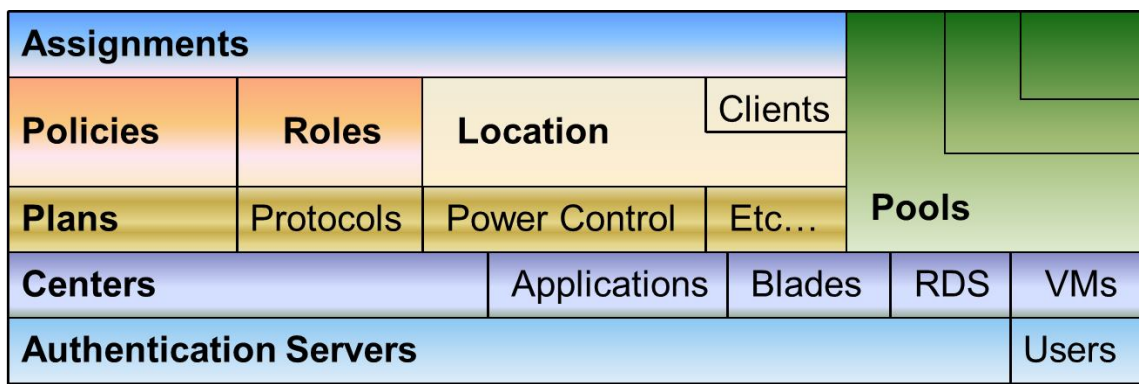 Assignments
Policies
Roles
Location
Clients
Plans
Protocols
Power Control
Etc…
Pools
Centers
Applications
Blades
RDS
VMs
Authentication Servers
Users